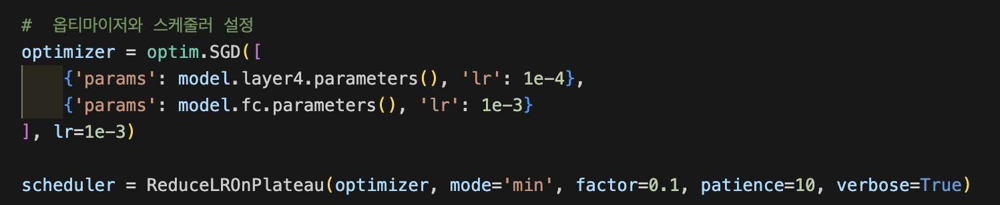 #  옵티마이저와 스케줄러 설정
optimizer = optim.SGD([
    {'params': model.layer4.parameters(), 'lr': 1e-4},
    {'params': model.fc.parameters(), 'lr': 1e-3}
], lr=1e-3)
scheduler = ReduceLROnPlateau(optimizer, mode='min', factor=0.1, patience=10, verbose=True)